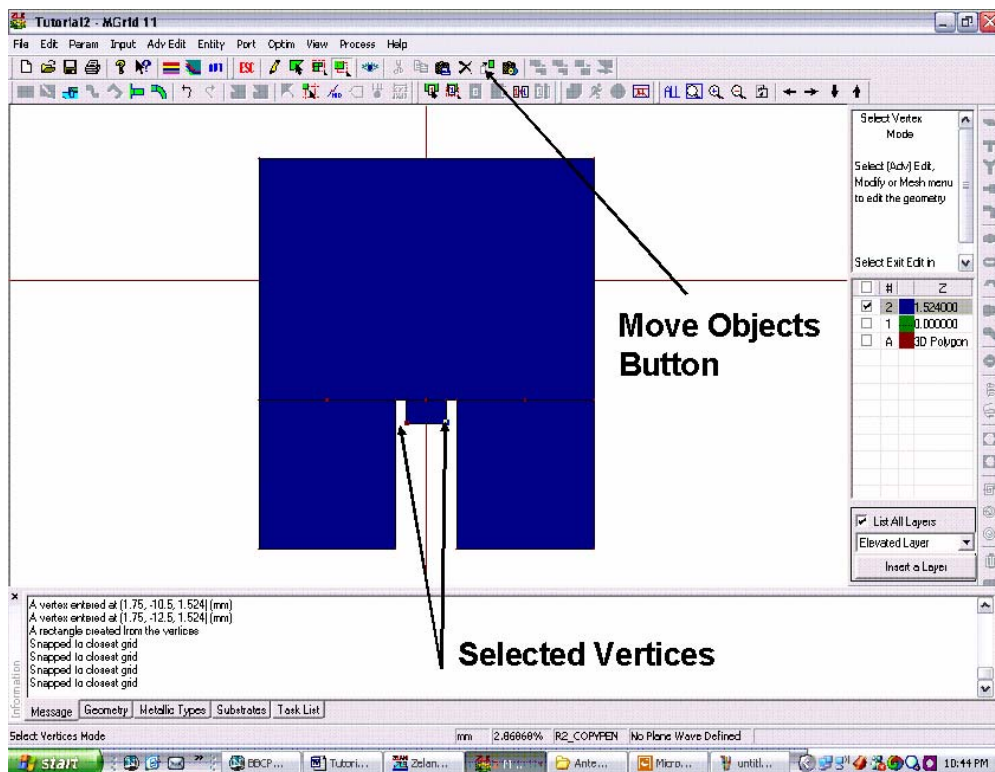 Tutorial2 - MGrid 11
File Edit Param Input Adv Edit Entity Port Optim View Process Help
ESC
ALL
Select Vertex
Mode
Select (Adv) Edit,
Modify or Mesh menu
to edit the geometry
Select Exit Edit in
# Z
2 1.524000
1 0.000000
A 3D Polygon
Move Objects
Button
List All Layers
Elevated Layer
Insert a Layer
A vertex entered at (1.75, -10.5, 1.524) (mm)
A vertex entered at (1.75, -12.5, 1.524) (mm)
A rectangle created from the vertices
Snapped to closest grid
Snapped to closest grid
Snapped to closest grid
Snapped to closest grid
Selected Vertices
Information
Message Geometry Metallic Types Substrates Task List
Select Vertices Mode mm 2.86868% R2_COPYPEN No Plane Wave Defined
start BBCP... Tutori... Zelan... Ante... Micro... untitl... 10:44 PM